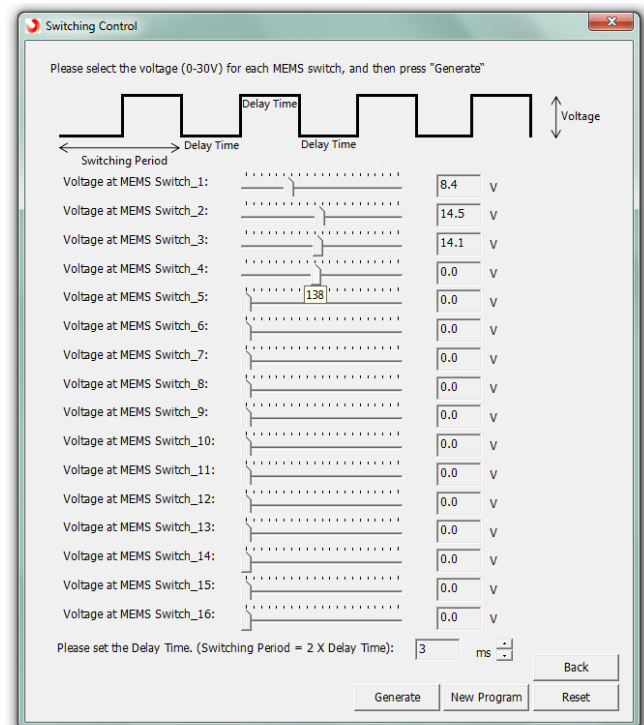 Switching Control
Please select the voltage (0-30V) for each MEMS switch, and then press "Generate"
Delay Time
Voltage
Delay Time
Delay Time
Switching Period
Voltage at MEMS Switch_1: 8.4 V
Voltage at MEMS Switch_2: 14.5 V
Voltage at MEMS Switch_3: 14.1 V
Voltage at MEMS Switch_4: 0.0 V
138
Voltage at MEMS Switch_5: 0.0 V
Voltage at MEMS Switch_6: 0.0 V
Voltage at MEMS Switch_7: 0.0 V
Voltage at MEMS Switch_8: 0.0 V
Voltage at MEMS Switch_9: 0.0 V
Voltage at MEMS Switch_10: 0.0 V
Voltage at MEMS Switch_11: 0.0 V
Voltage at MEMS Switch_12: 0.0 V
Voltage at MEMS Switch_13: 0.0 V
Voltage at MEMS Switch_14: 0.0 V
Voltage at MEMS Switch_15: 0.0 V
Voltage at MEMS Switch_16: 0.0 V
Please set the Delay Time. (Switching Period = 2 X Delay Time): 3 ms
Back
Generate New Program Reset